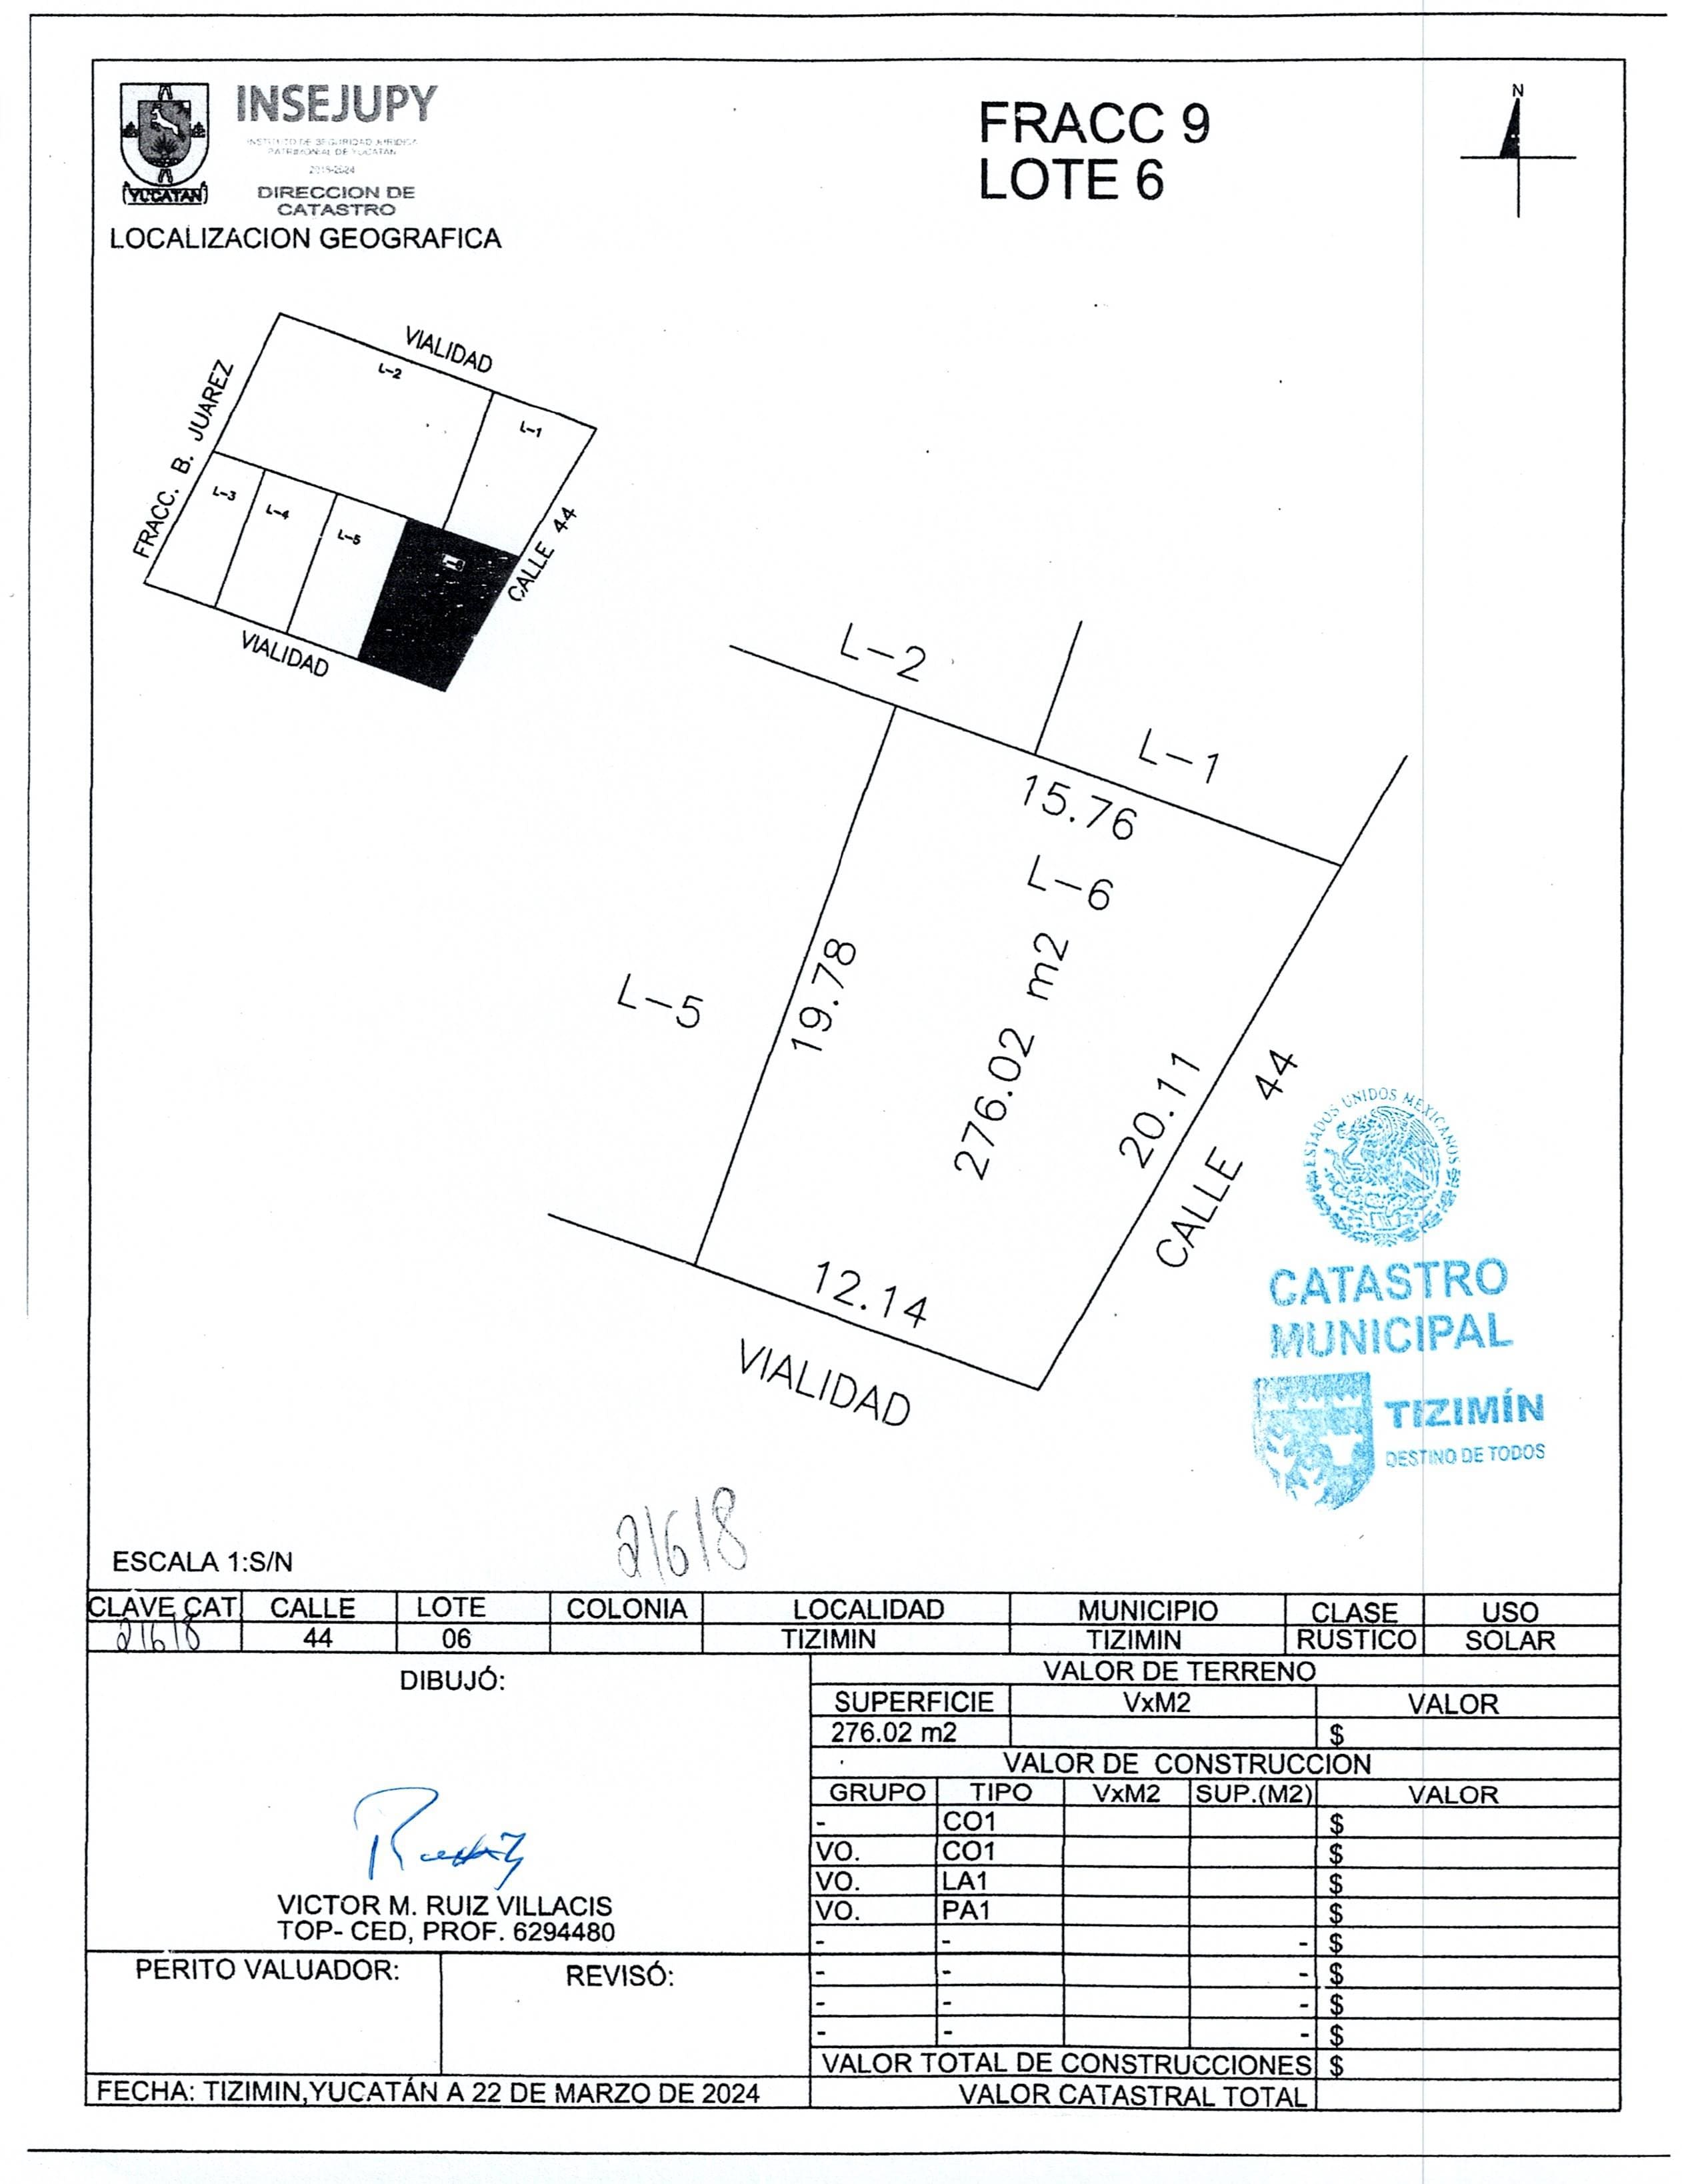 INSEJUPY
INSTITUTO DE SEGURIDAD JURIDICA
PATRIMONIAL DE YUCATAN
2019-2024
DIRECCION DE
CATASTRO
YUCATAN
LOCALIZACION GEOGRAFICA
FRACC 9
LOTE 6
N
VIALIDAD
L-2
L-1
FRACC. B. JUAREZ
L-3
L-4
L-5
CALLE 44
VIALIDAD
L-2
L-1
15.76
L-6
276.02 m2
19.78
L-5
20.11
CALLE 44
12.14
VIALIDAD
ESTADOS UNIDOS MEXICANOS
CATASTRO
MUNICIPAL
TIZIMÍN
DESTINO DE TODOS
21618
ESCALA 1:S/N
CLAVE CAT CALLE LOTE COLONIA LOCALIDAD MUNICIPIO CLASE USO
21618 44 06 TIZIMIN TIZIMIN RUSTICO SOLAR
DIBUJÓ:
VICTOR M. RUIZ VILLACIS
TOP- CED, PROF. 6294480
PERITO VALUADOR: REVISÓ:
FECHA: TIZIMIN,YUCATÁN A 22 DE MARZO DE 2024
VALOR DE TERRENO
SUPERFICIE VxM2 VALOR
276.02 m2 $
VALOR DE CONSTRUCCION
GRUPO TIPO VxM2 SUP.(M2) VALOR
- CO1 $
VO. CO1 $
VO. LA1 $
VO. PA1 $
- - - $
- - - $
- - - $
- - - $
VALOR TOTAL DE CONSTRUCCIONES $
VALOR CATASTRAL TOTAL